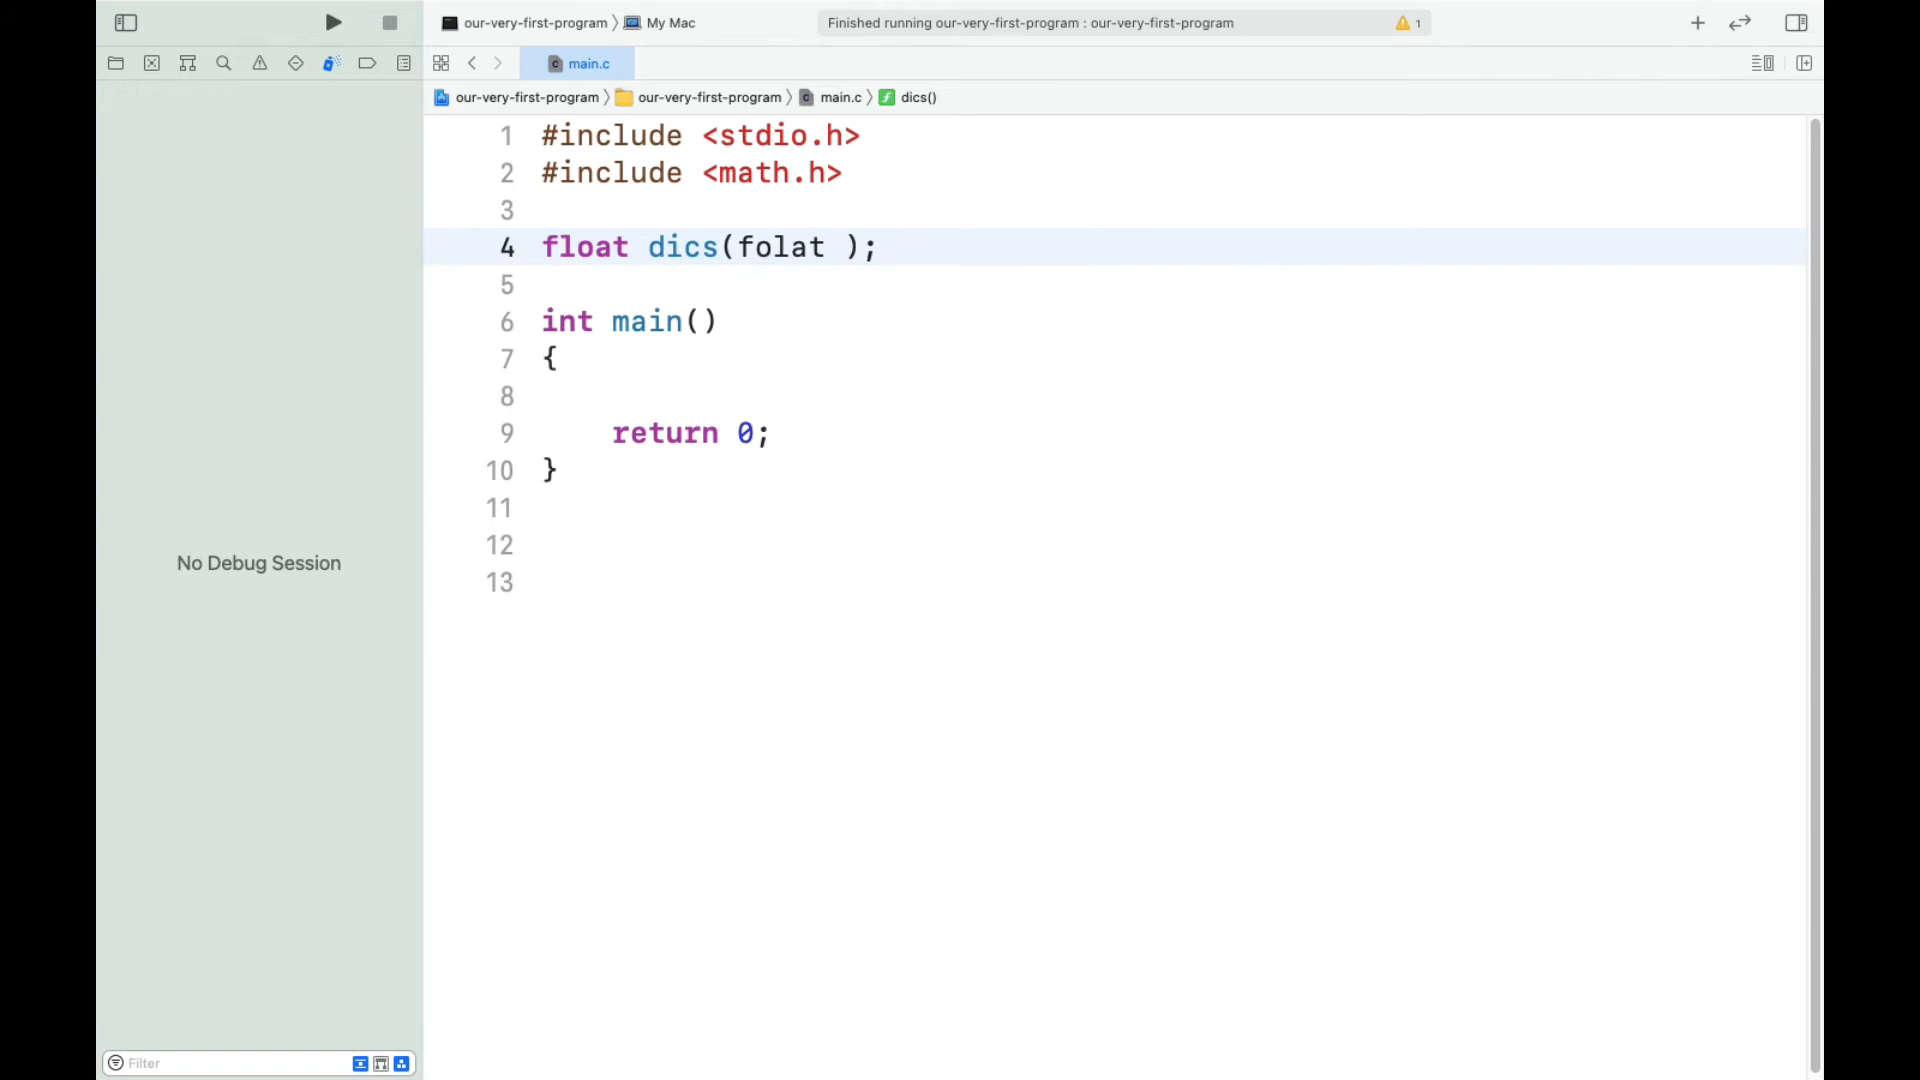 our-very-first-program 〉 My Mac
Finished running our-very-first-program : our-very-first-program
1
main.c
our-very-first-program 〉 our-very-first-program 〉 main.c 〉 dics()
1 #include <stdio.h>
2 #include <math.h>
3
4 float dics(folat );
5
6 int main()
7 {
8
9 return 0;
10 }
11
12
13
No Debug Session
Filter